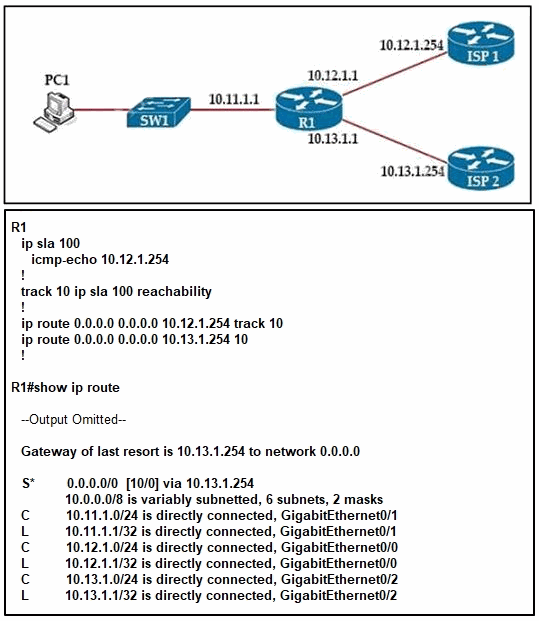 10.12.1.254
ISP 1
PC1
10.12.1.1
10.11.1.1
SW1
R1
10.13.1.1
10.13.1.254
ISP 2
R1
ip sla 100
icmp-echo 10.12.1.254
!
track 10 ip sla 100 reachability
!
ip route 0.0.0.0 0.0.0.0 10.12.1.254 track 10
ip route 0.0.0.0 0.0.0.0 10.13.1.254 10
!
R1#show ip route
--Output Omitted--
Gateway of last resort is 10.13.1.254 to network 0.0.0.0
S* 0.0.0.0/0 [10/0] via 10.13.1.254
10.0.0.0/8 is variably subnetted, 6 subnets, 2 masks
C 10.11.1.0/24 is directly connected, GigabitEthernet0/1
L 10.11.1.1/32 is directly connected, GigabitEthernet0/1
C 10.12.1.0/24 is directly connected, GigabitEthernet0/0
L 10.12.1.1/32 is directly connected, GigabitEthernet0/0
C 10.13.1.0/24 is directly connected, GigabitEthernet0/2
L 10.13.1.1/32 is directly connected, GigabitEthernet0/2